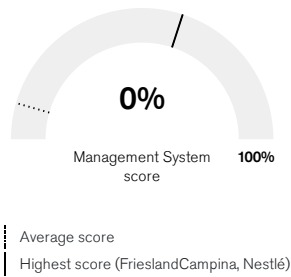 0%
Management System
score
100%
Average score
Highest score (FrieslandCampina, Nestlé)